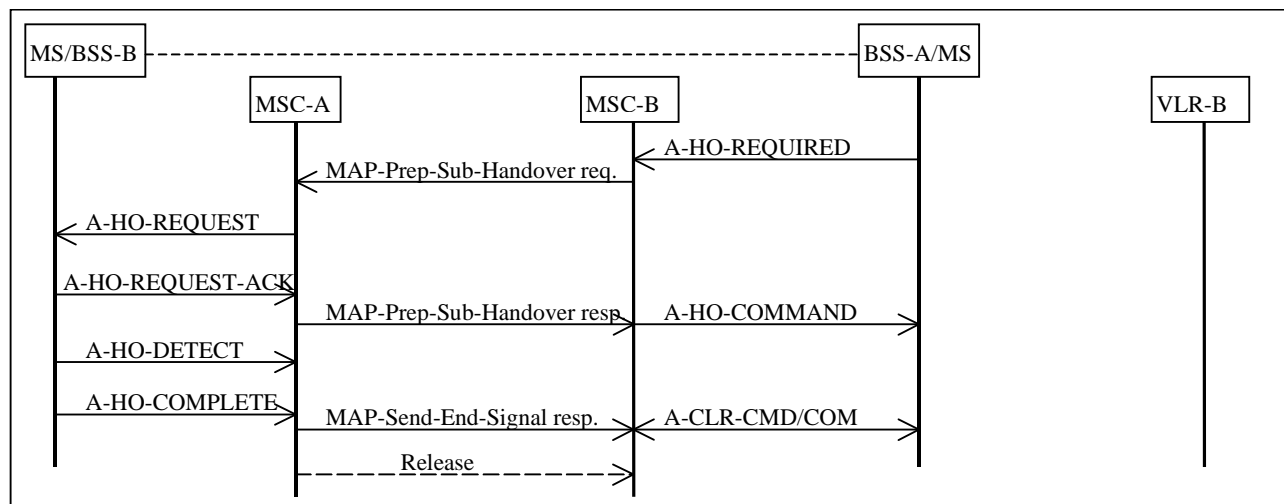 MS/BSS-B
BSS-A/MS
MSC-A
MSC-B
VLR-B
A-HO-REQUIRED
MAP-Prep-Sub-Handover req.
A-HO-REQUEST
A-HO-REQUEST-ACK
MAP-Prep-Sub-Handover resp.
A-HO-COMMAND
A-HO-DETECT
A-HO-COMPLETE
MAP-Send-End-Signal resp.
A-CLR-CMD/COM
Release